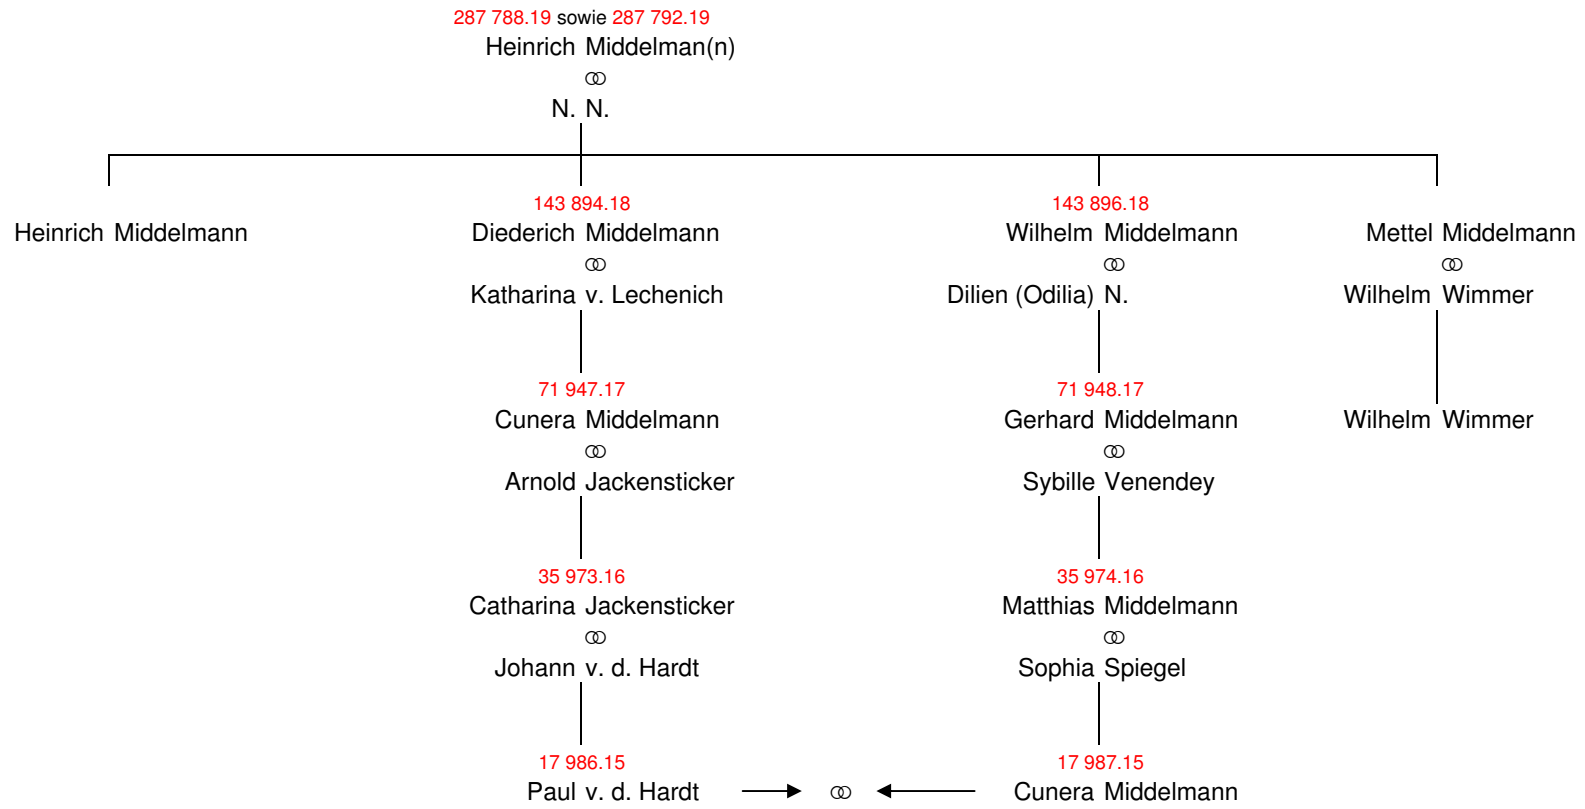 287 788.19 sowie 287 792.19
Heinrich Middelman(n)
⚭
N. N.
143 894.18 143 896.18
Heinrich Middelmann Diederich Middelmann Wilhelm Middelmann Mettel Middelmann
⚭ ⚭ ⚭
Katharina v. Lechenich Dilien (Odilia) N. Wilhelm Wimmer
71 947.17 71 948.17
Cunera Middelmann Gerhard Middelmann Wilhelm Wimmer
⚭ ⚭
Arnold Jackensticker Sybille Venendey
35 973.16 35 974.16
Catharina Jackensticker Matthias Middelmann
⚭ ⚭
Johann v. d. Hardt Sophia Spiegel
17 986.15 17 987.15
Paul v. d. Hardt ⚭ Cunera Middelmann